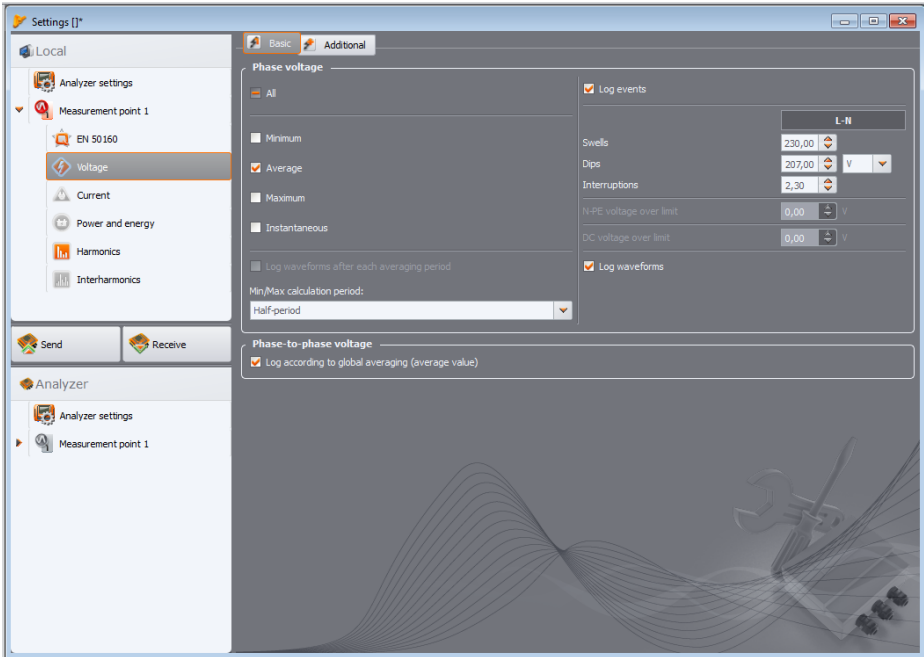 Settings []*
Local
Analyzer settings
Measurement point 1
EN 50160
Voltage
Current
Power and energy
Harmonics
Interharmonics
Send
Receive
Analyzer
Analyzer settings
Measurement point 1
Basic
Additional
Phase voltage
All
Minimum
Average
Maximum
Instantaneous
Log waveforms after each averaging period
Min/Max calculation period:
Half-period
Log events
L-N
Swells 230,00
Dips 207,00 V
Interruptions 2,30
N-PE voltage over limit 0,00 V
DC voltage over limit 0,00 V
Log waveforms
Phase-to-phase voltage
Log according to global averaging (average value)